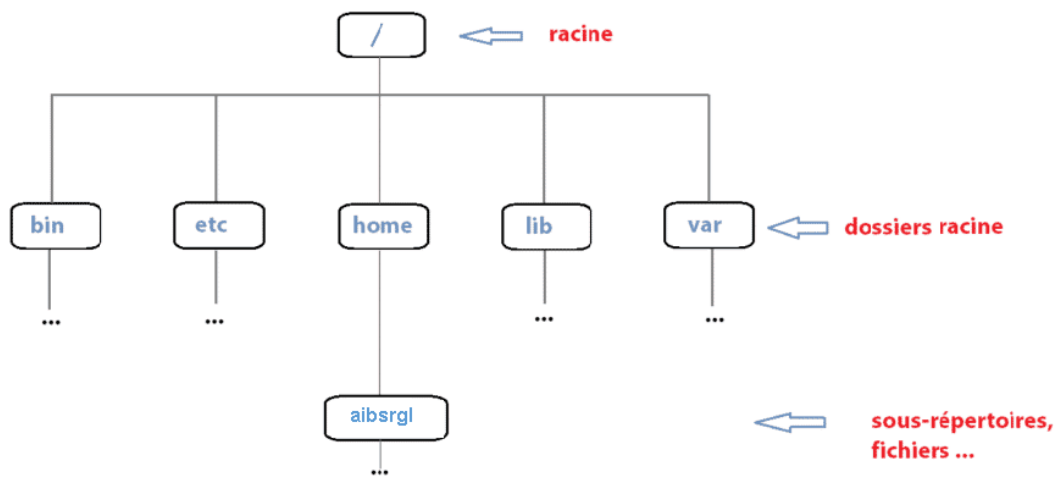 /
racine
bin
etc
home
lib
var
dossiers racine
...
...
...
...
aibsrgl
sous-répertoires,
fichiers ...
...